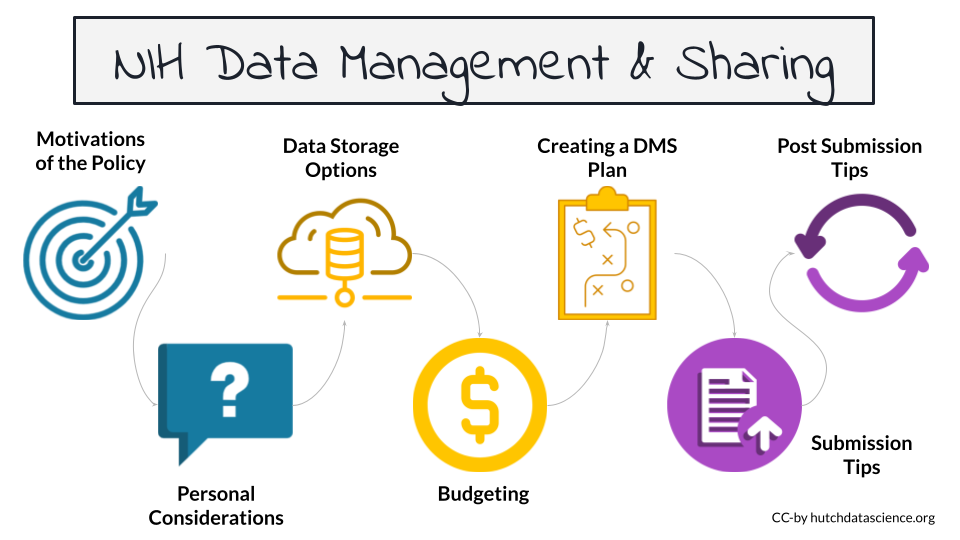 NIH Data Management & Sharing
Motivations
of the Policy
Personal
Considerations
Data Storage
Options
Budgeting
Creating a DMS
Plan
Submission
Tips
Post Submission
Tips
?
$
$
CC-by hutchdatascience.org